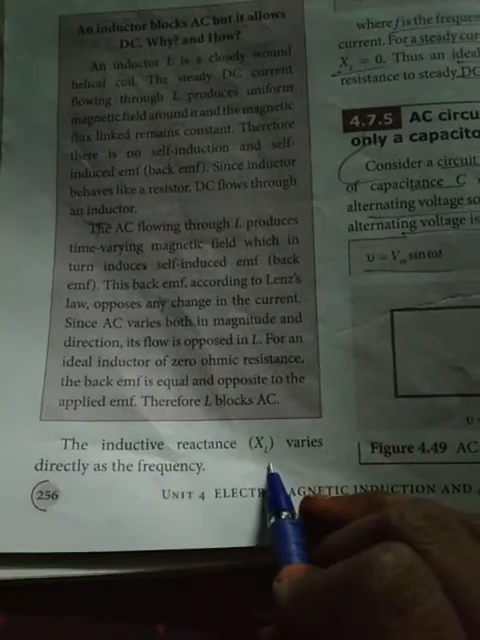 An inductor blocks AC but it allows
DC. Why? and How?
An inductor L is a closely wound
helical coil. The steady DC current
flowing through L produces uniform
magnetic field around it and the magnetic
flux linked remains constant. Therefore
there is no self-induction and self-
induced emf (back emf). Since inductor
behaves like a resistor, DC flows through
an inductor.
The AC flowing through L produces
time-varying magnetic field which in
turn induces self-induced emf (back
emf). This back emf, according to Lenz's
law, opposes any change in the current.
Since AC varies both in magnitude and
direction, its flow is opposed in L. For an
ideal inductor of zero ohmic resistance,
the back emf is equal and opposite to the
applied emf. Therefore L blocks AC.
The inductive reactance (X_L) varies
directly as the frequency.
256
UNIT 4 ELECTR AGNETIC INDUCTION AND
where f is the freque
current. For a steady cur
X_L = 0. Thus an ideal
resistance to steady DC
4.7.5 AC circu
only a capacito
Consider a circuit
of capacitance C
alternating voltage so
alternating voltage is
υ = V_m sin ωt
Figure 4.49 AC